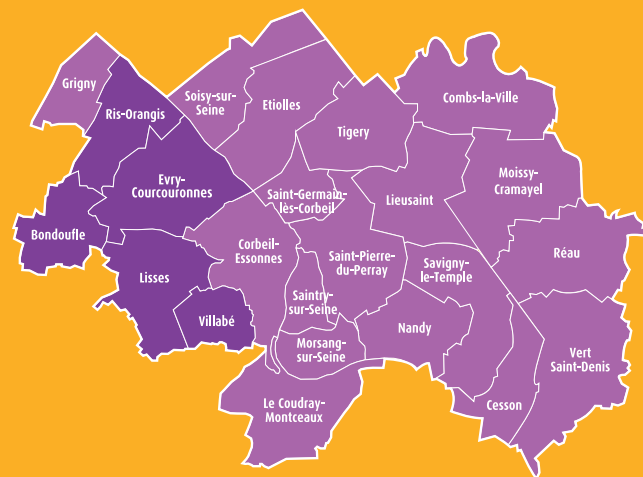 Grigny
Ris-Orangis
Soisy-sur-
Seine
Etiolles
Tigery
Combs-la-Ville
Evry-
Courcouronnes
Saint-Germain-
lès-Corbeil
Lieusaint
Moissy-
Cramayel
Bondoufle
Lisses
Corbeil-
Essonnes
Saint-Pierre-
du-Perray
Savigny-
le-Temple
Réau
Villabé
Saintry-
sur-Seine
Morsang-
sur-Seine
Nandy
Vert
Saint-Denis
Le Coudray-
Montceaux
Cesson